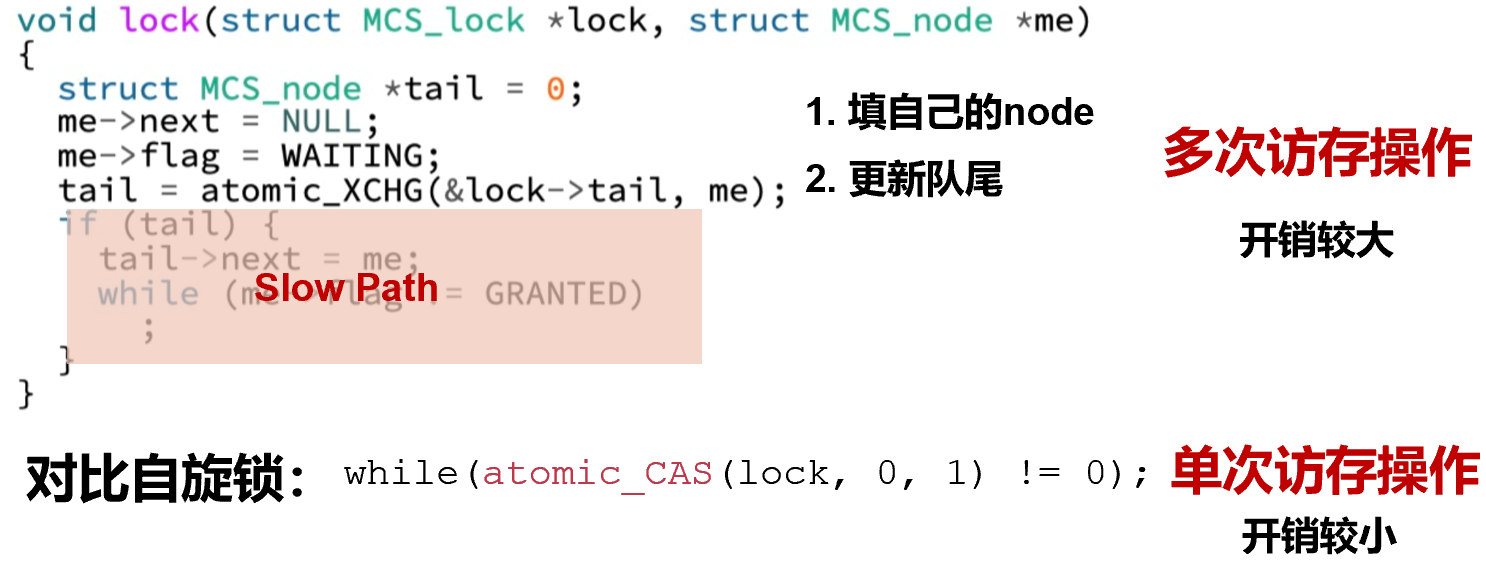 void lock(struct MCS_lock *lock, struct MCS_node *me)
{
struct MCS_node *tail = 0;
me->next = NULL;
me->flag = WAITING;
tail = atomic_XCHG(&lock->tail, me);
if (tail) {
tail->next = me;
while (me->flag != GRANTED)
;
}
}
Slow Path
1. 填自己的node
2. 更新队尾
多次访存操作
开销较大
对比自旋锁: while(atomic_CAS(lock, 0, 1) != 0); 单次访存操作
开销较小